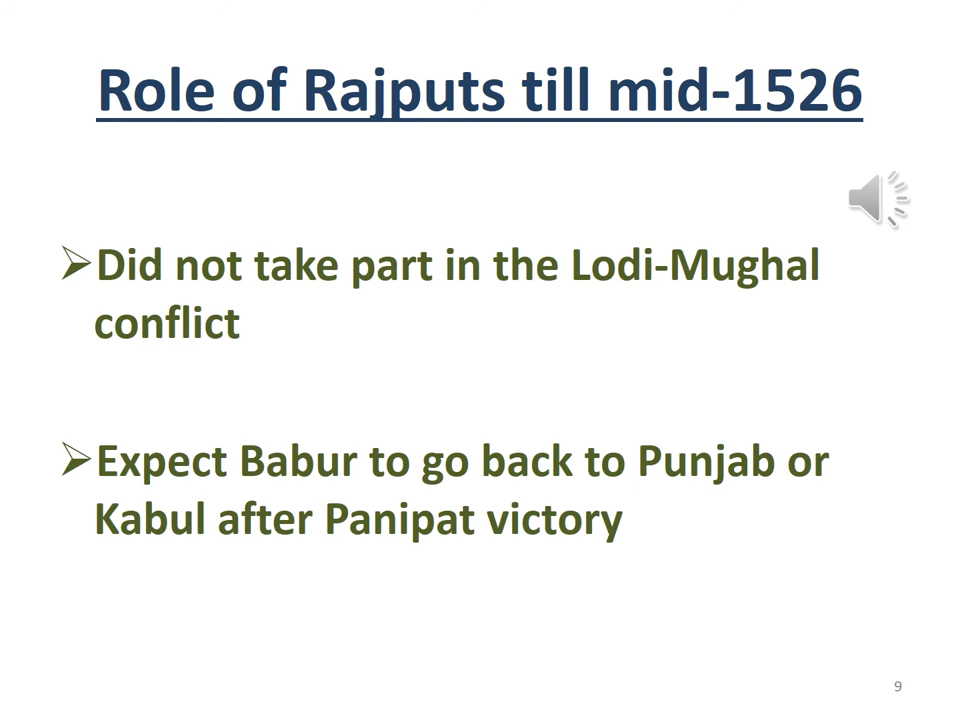 Role of Rajputs till mid-1526
➢Did not take part in the Lodi-Mughal
conflict
➢Expect Babur to go back to Punjab or
Kabul after Panipat victory
9